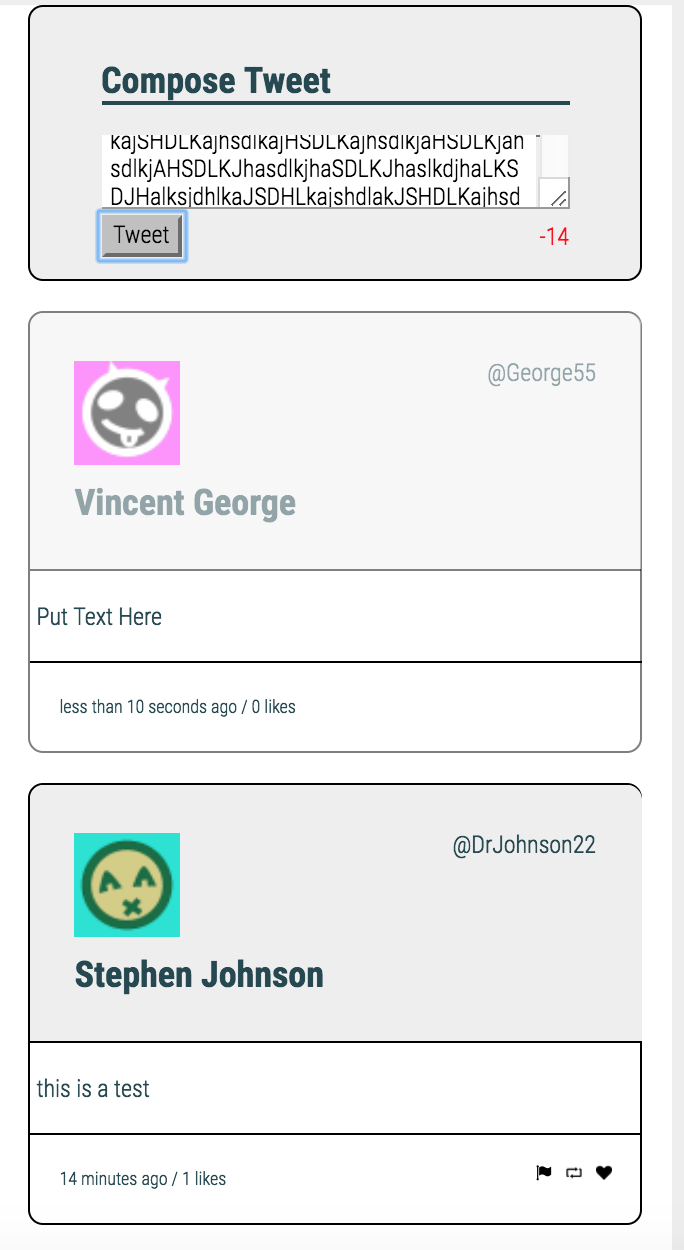 Compose Tweet
kajSHDLKajhsdlkajHSDLKajhsdlkjaHSDLKjah
sdlkjAHSDLKJhasdlkjhaSDLKJhaslkdjhaLKS
DJHalksjdhlkaJSDHLkajshdlakJSHDLKajhsd
Tweet
-14
@George55
Vincent George
Put Text Here
less than 10 seconds ago / 0 likes
@DrJohnson22
Stephen Johnson
this is a test
14 minutes ago / 1 likes